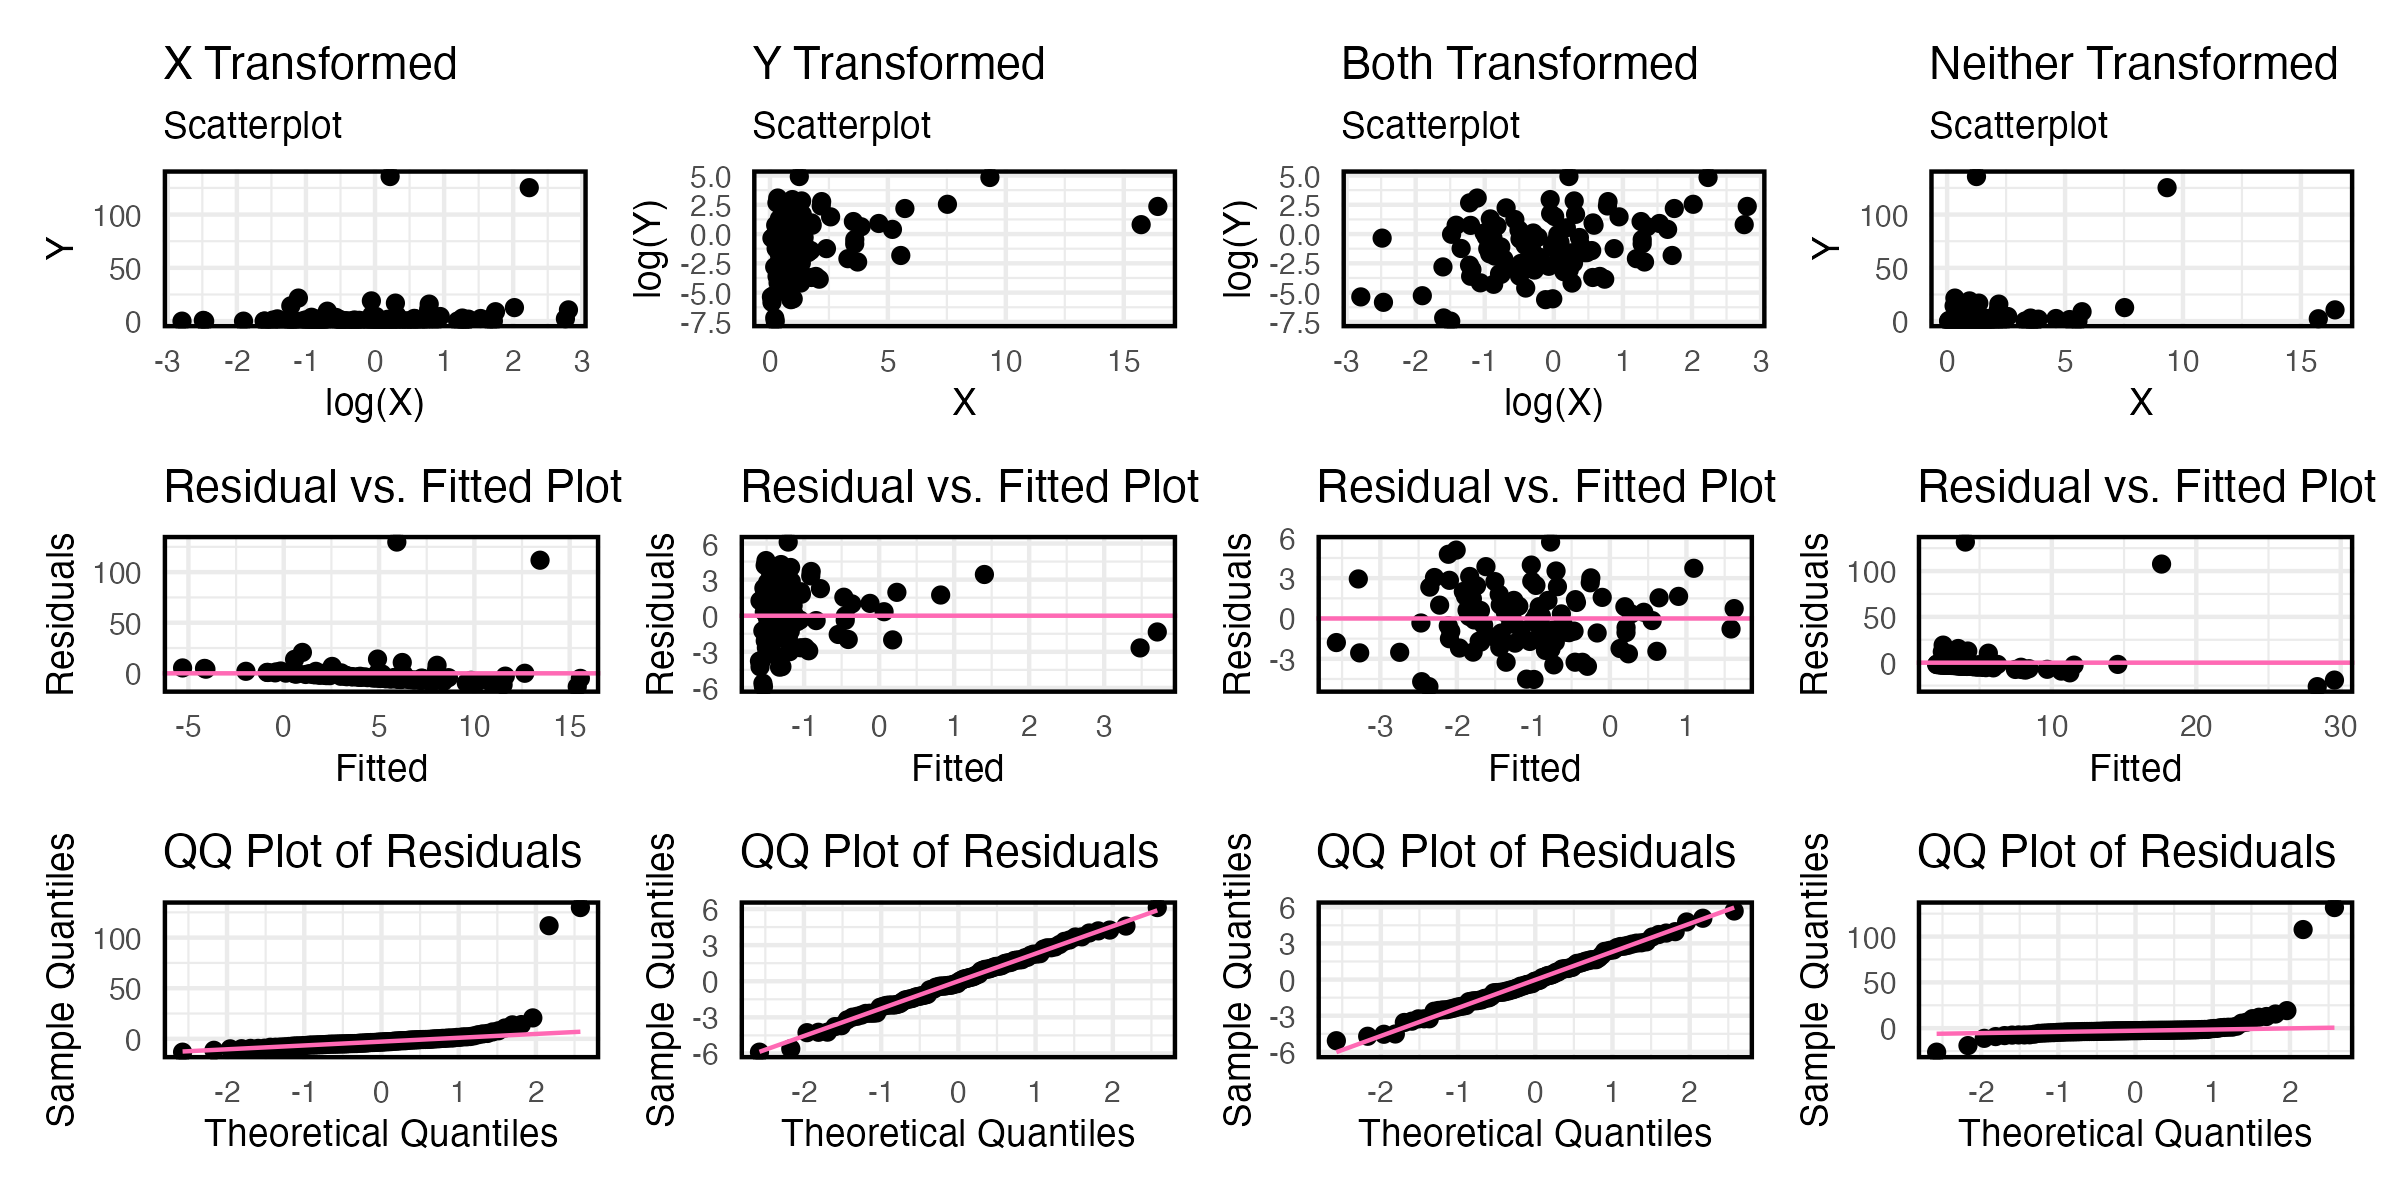 X Transformed
Y Transformed
Both Transformed
Neither Transformed
Scatterplot
Scatterplot
Scatterplot
Scatterplot
Y
100
50
0
-3 -2 -1 0 1 2 3
log(X)
log(Y)
5.0
2.5
0.0
-2.5
-5.0
-7.5
0 5 10 15
X
log(Y)
5.0
2.5
0.0
-2.5
-5.0
-7.5
-3 -2 -1 0 1 2 3
log(X)
Y
100
50
0
0 5 10 15
X
Residual vs. Fitted Plot
Residuals
100
50
0
-5 0 5 10 15
Fitted
Residual vs. Fitted Plot
Residuals
6
3
0
-3
-6
-1 0 1 2 3
Fitted
Residual vs. Fitted Plot
Residuals
6
3
0
-3
-3 -2 -1 0 1
Fitted
Residual vs. Fitted Plot
Residuals
100
50
0
10 20 30
Fitted
QQ Plot of Residuals
Sample Quantiles
100
50
0
-2 -1 0 1 2
Theoretical Quantiles
QQ Plot of Residuals
Sample Quantiles
6
3
0
-3
-6
-2 -1 0 1 2
Theoretical Quantiles
QQ Plot of Residuals
Sample Quantiles
6
3
0
-3
-6
-2 -1 0 1 2
Theoretical Quantiles
QQ Plot of Residuals
Sample Quantiles
100
50
0
-2 -1 0 1 2
Theoretical Quantiles